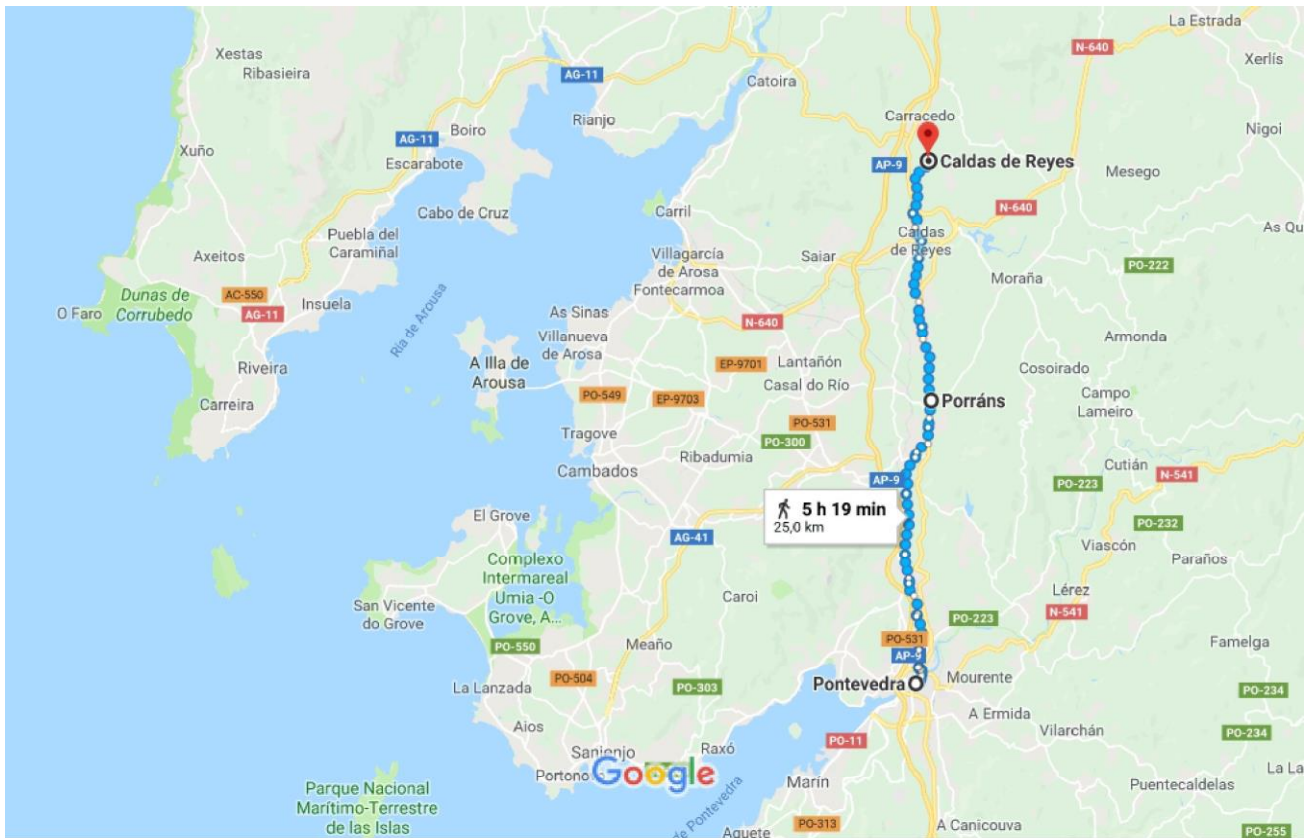 La Estrada
Xestas
Ribasieira
N-640
Xerlís
AG-11
Catoira
Carracedo
Rianjo
Boiro
AG-11
Nigoi
Xuño
Escarabote
AP-9
Caldas de Reyes
Mesego
Cabo de Cruz
Carril
N-640
As Qu
Puebla del
Caramiñal
Caldas
de Reyes
Axeitos
Villagarcía
de Arosa
Fontecarmoa
Saiar
PO-222
Moraña
AC-550
Dunas de
Corrubedo
O Faro
AG-11
Insuela
Ría de Arousa
As Sinas
N-640
Villanueva
de Arosa
Armonda
Riveira
A Illa de
Arousa
EP-9701
Lantañón
Cosoirado
Casal do Río
PO-549
EP-9703
Porráns
Campo
Lameiro
Carreira
PO-531
Tragove
PO-300
Cambados
Ribadumia
Cutián
N-541
AP-9
PO-223
5 h 19 min
25,0 km
El Grove
PO-232
AG-41
Viascón
Paraños
Complexo
Intermareal
Umia -O
Grove, A...
Lérez
Caroi
San Vicente
do Grove
N-541
PO-223
PO-550
Meaño
PO-531
Famelga
AP-9
PO-504
La Lanzada
PO-303
Pontevedra
Mourente
PO-234
Aios
A Ermida
Vilarchán
PO-234
Sanjenjo
Raxó
PO-11
Portono
Google
La La
Marín
Puentecaldelas
Parque Nacional
Marítimo-Terrestre
de las Islas
de Pontevedra
PO-313
Aguete
A Canicouva
PO-255